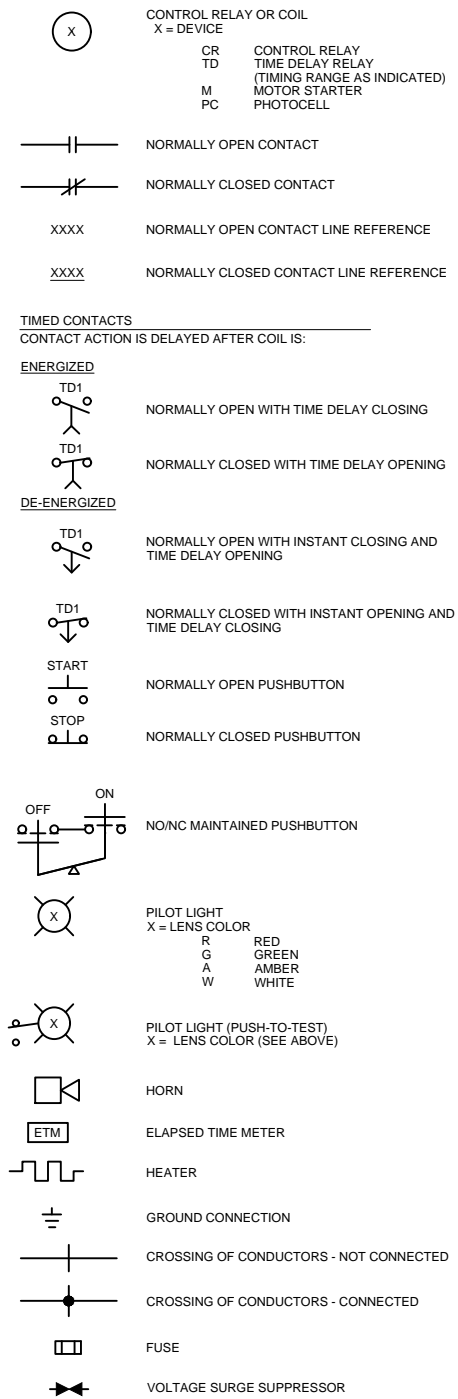 X CONTROL RELAY OR COIL
X = DEVICE
CR CONTROL RELAY
TD TIME DELAY RELAY
(TIMING RANGE AS INDICATED)
M MOTOR STARTER
PC PHOTOCELL
NORMALLY OPEN CONTACT
NORMALLY CLOSED CONTACT
XXXX NORMALLY OPEN CONTACT LINE REFERENCE
XXXX NORMALLY CLOSED CONTACT LINE REFERENCE
TIMED CONTACTS
CONTACT ACTION IS DELAYED AFTER COIL IS:
ENERGIZED
TD1
NORMALLY OPEN WITH TIME DELAY CLOSING
TD1
NORMALLY CLOSED WITH TIME DELAY OPENING
DE-ENERGIZED
TD1
NORMALLY OPEN WITH INSTANT CLOSING AND
TIME DELAY OPENING
TD1
NORMALLY CLOSED WITH INSTANT OPENING AND
TIME DELAY CLOSING
START
NORMALLY OPEN PUSHBUTTON
STOP
NORMALLY CLOSED PUSHBUTTON
ON
OFF
NO/NC MAINTAINED PUSHBUTTON
X PILOT LIGHT
X = LENS COLOR
R RED
G GREEN
A AMBER
W WHITE
X PILOT LIGHT (PUSH-TO-TEST)
X = LENS COLOR (SEE ABOVE)
HORN
ETM ELAPSED TIME METER
HEATER
GROUND CONNECTION
CROSSING OF CONDUCTORS - NOT CONNECTED
CROSSING OF CONDUCTORS - CONNECTED
FUSE
VOLTAGE SURGE SUPPRESSOR